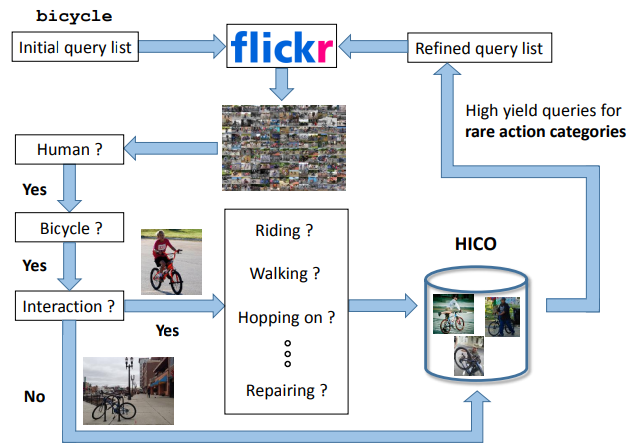 bicycle
Initial query list
flickr
Refined query list
High yield queries for
rare action categories
Human ?
Yes
Bicycle ?
Yes
Interaction ?
Yes
No
Riding ?
Walking ?
Hopping on ?
Repairing ?
HICO